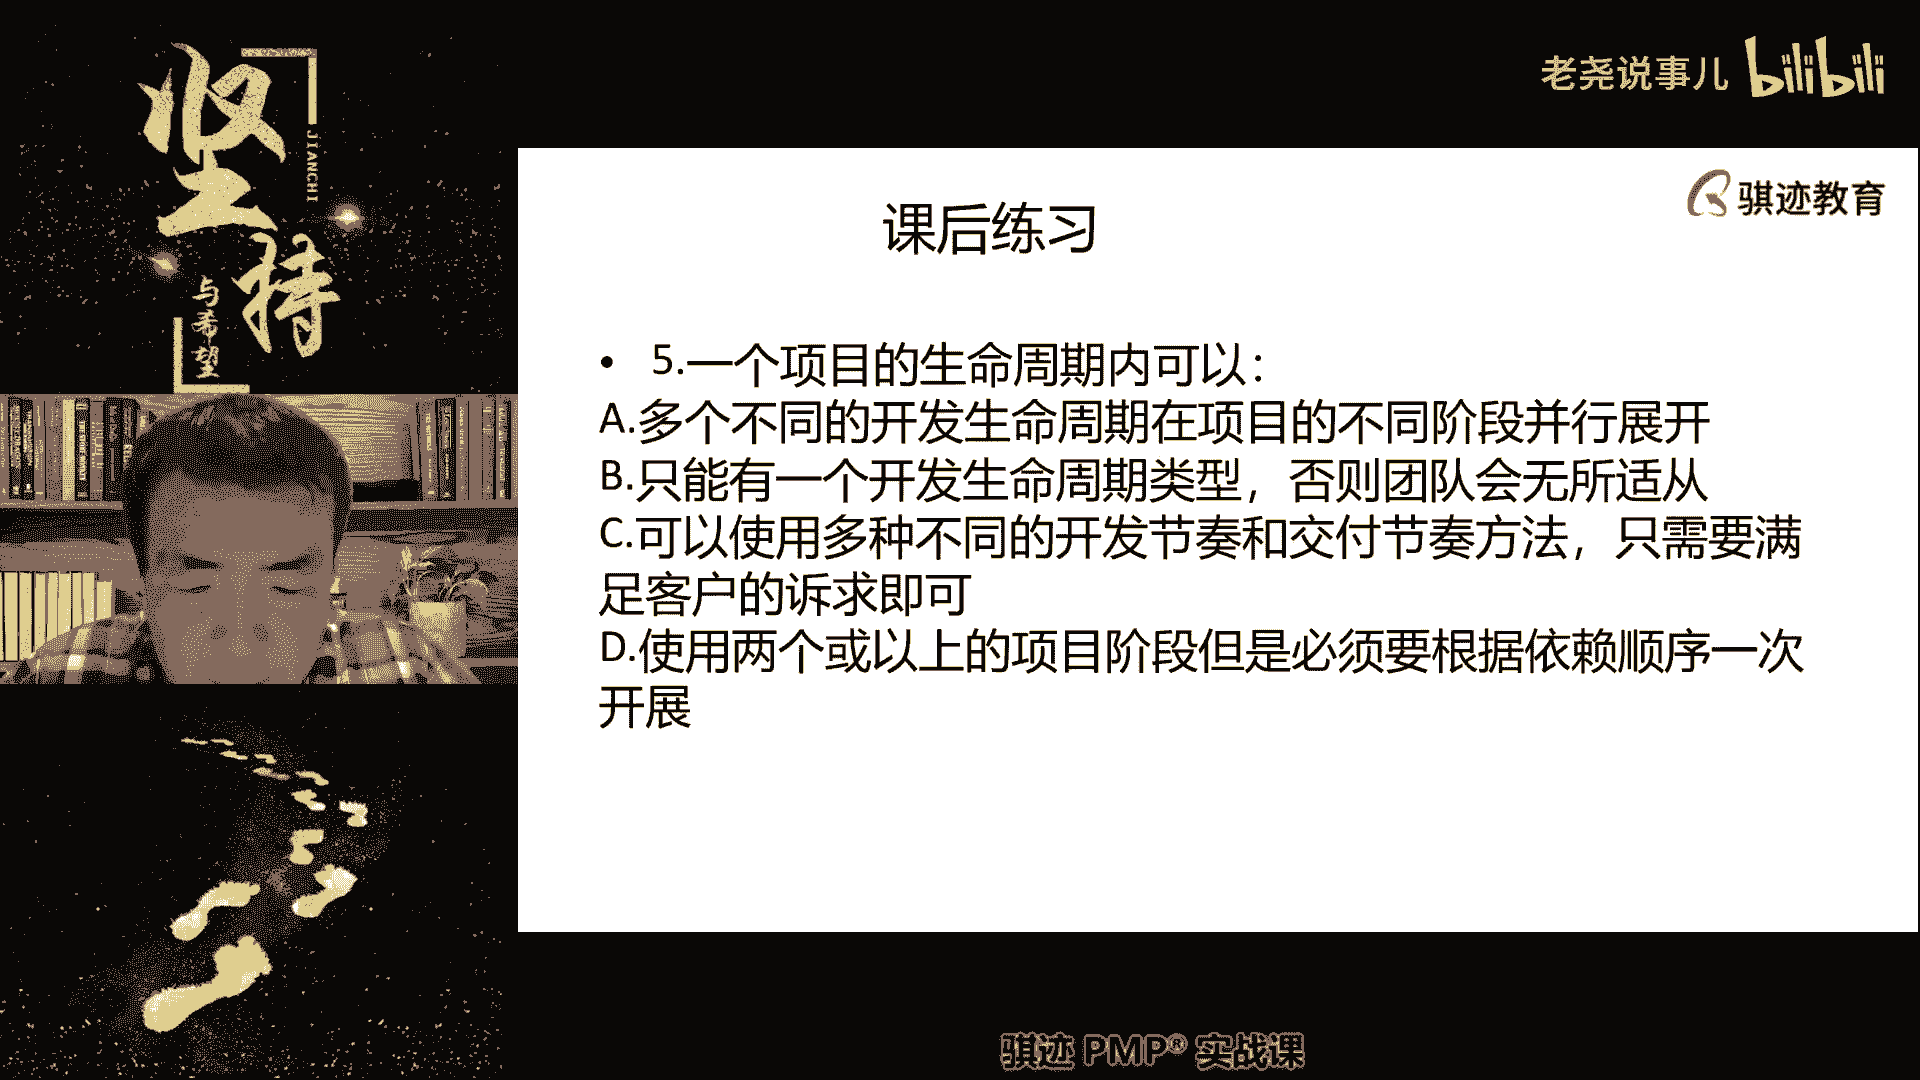 坚持
JIANCHI
与希望
老尧说事儿 bilibili
骐迹教育
课后练习
• 5.一个项目的生命周期内可以：
A.多个不同的开发生命周期在项目的不同阶段并行展开
B.只能有一个开发生命周期类型，否则团队会无所适从
C.可以使用多种不同的开发节奏和交付节奏方法，只需要满
足客户的诉求即可
D.使用两个或以上的项目阶段但是必须要根据依赖顺序一次
开展
骐迹 PMP® 实战课